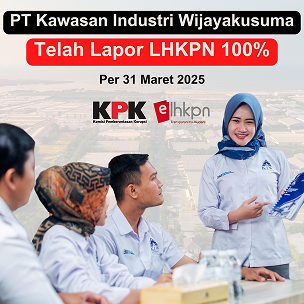 PT Kawasan Industri Wijayakusuma
Telah Lapor LHKPN 100%
Per 31 Maret 2025
KPK
Komisi Pemberantasan Korupsi
elhkpn